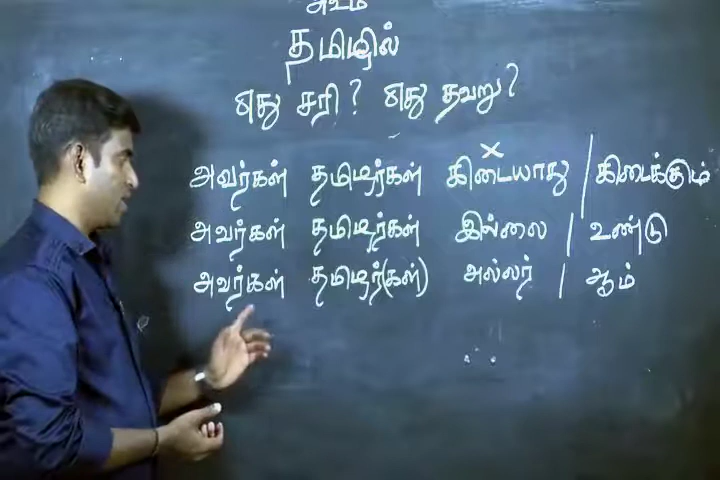 தமிழில்
எது சரி? எது தவறு?
அவர்கள் தமிழர்கள் கிடையாது / கிடைக்கும்
அவர்கள் தமிழர்கள் இல்லை / உண்டு
அவர்கள் தமிழர்(கள்) அல்லர் / ஆம்